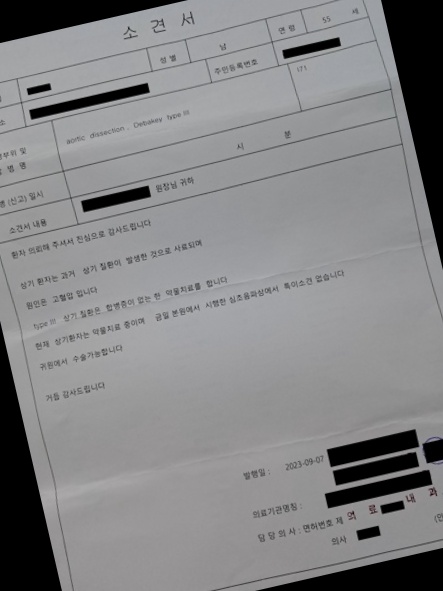 소 견 서
성 별 남 연 령 55 세
주민등록번호
부위 및 aortic dissection , Debakey type III I71
병 명
(신고) 일시 시 분
소견서 내용 원장님 귀하
환자 의뢰해 주셔서 진심으로 감사드립니다
상기 환자는 과거 상기 질환이 발생한 것으로 사료되며
원인은 고혈압 입니다
type III 상기 질환은 합병증이 없는한 약물치료를 합니다
현재 상기환자는 약물치료 중이며 금일 본원에서 시행한 심초음파상에서 특이소견 없습니다
귀원에서 수술가능합니다
거듭 감사드립니다
발행일 : 2023-09-07
의료기관명칭 :
담 당 의 사 : 면허번호 제
의 료 내 과
의사